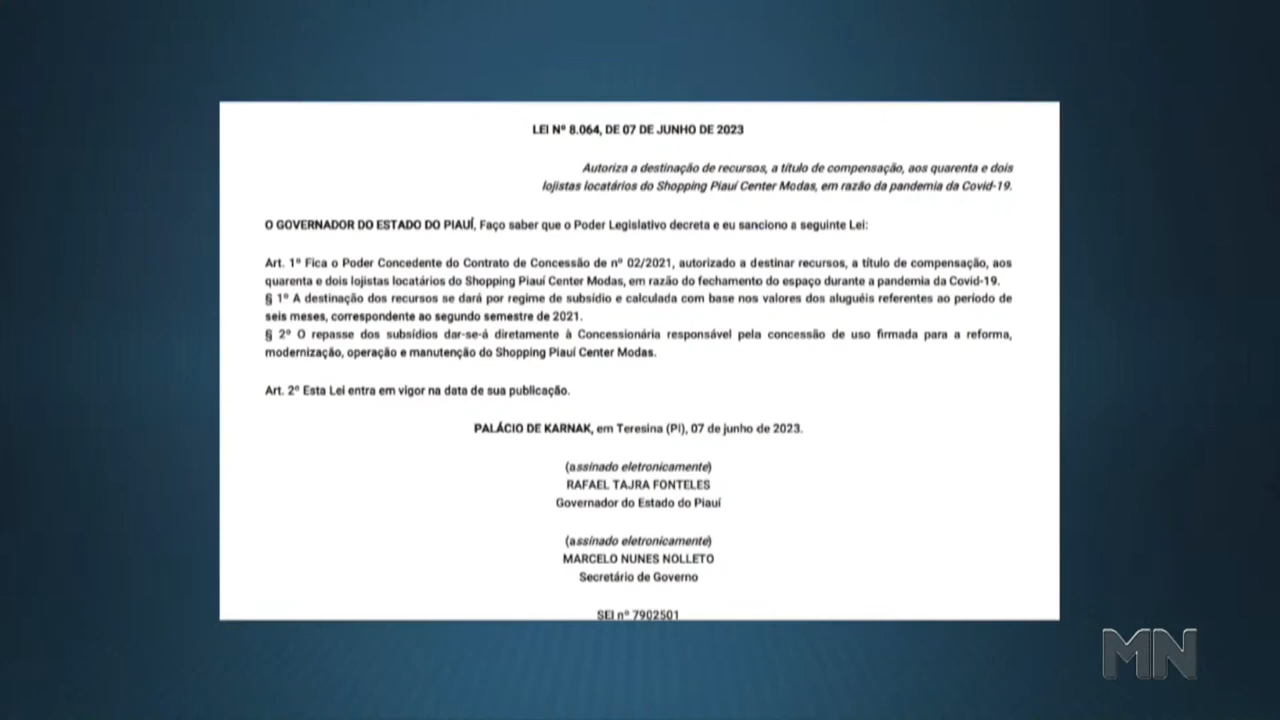 LEI Nº 8.064, DE 07 DE JUNHO DE 2023
Autoriza a destinação de recursos, a título de compensação, aos quarenta e dois
lojistas locatários do Shopping Piauí Center Modas, em razão da pandemia da Covid-19.
O GOVERNADOR DO ESTADO DO PIAUÍ, Faço saber que o Poder Legislativo decreta e eu sanciono a seguinte Lei:
Art. 1º Fica o Poder Concedente do Contrato de Concessão de nº 02/2021, autorizado a destinar recursos, a título de compensação, aos
quarenta e dois lojistas locatários do Shopping Piauí Center Modas, em razão do fechamento do espaço durante a pandemia da Covid-19.
§ 1º A destinação dos recursos se dará por regime de subsídio e calculada com base nos valores dos aluguéis referentes ao período de
seis meses, correspondente ao segundo semestre de 2021.
§ 2º O repasse dos subsídios dar-se-á diretamente à Concessionária responsável pela concessão de uso firmada para a reforma,
modernização, operação e manutenção do Shopping Piauí Center Modas.
Art. 2º Esta Lei entra em vigor na data de sua publicação.
PALÁCIO DE KARNAK, em Teresina (PI), 07 de junho de 2023.
(assinado eletronicamente)
RAFAEL TAJRA FONTELES
Governador do Estado do Piauí
(assinado eletronicamente)
MARCELO NUNES NOLLETO
Secretário de Governo
SEI nº 7902501
MN